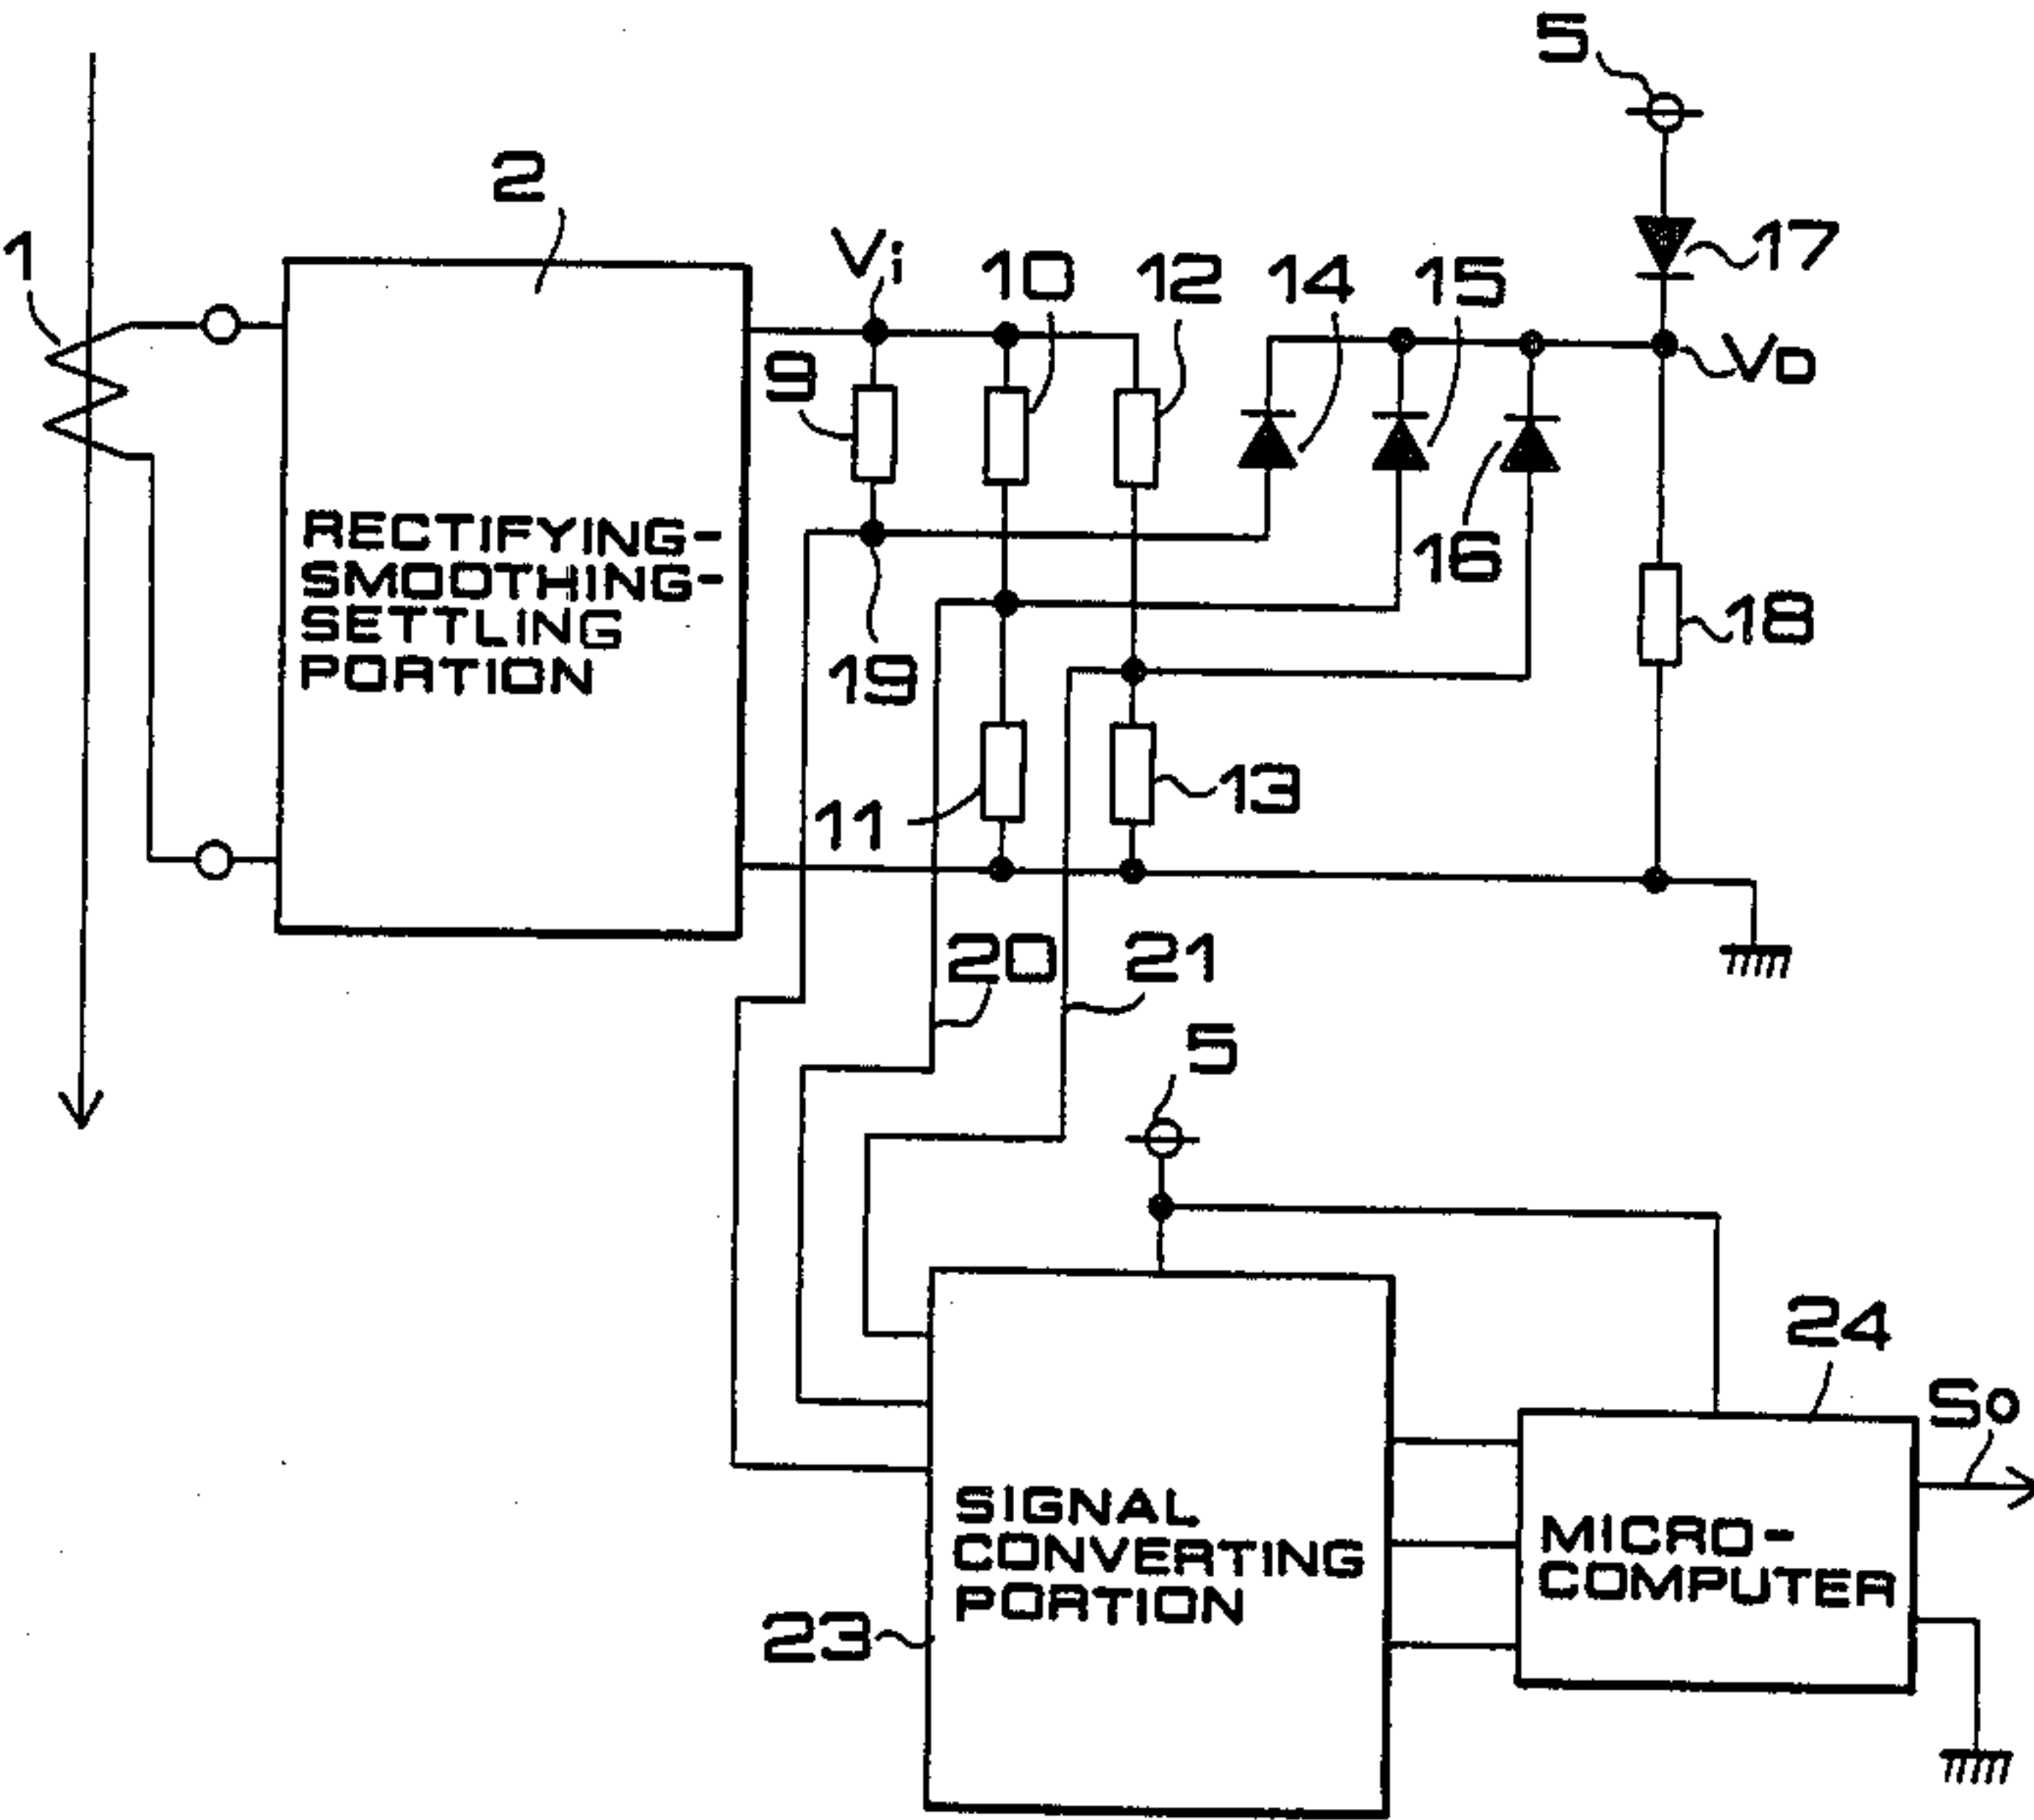 5
2
1
Vi
10
12
14
15
17
VD
9
RECTIFYING-
SMOOTHING-
SETTLING
PORTION
16
18
19
13
11
20
21
5
24
So
SIGNAL
CONVERTING
PORTION
MICRO-
COMPUTER
23